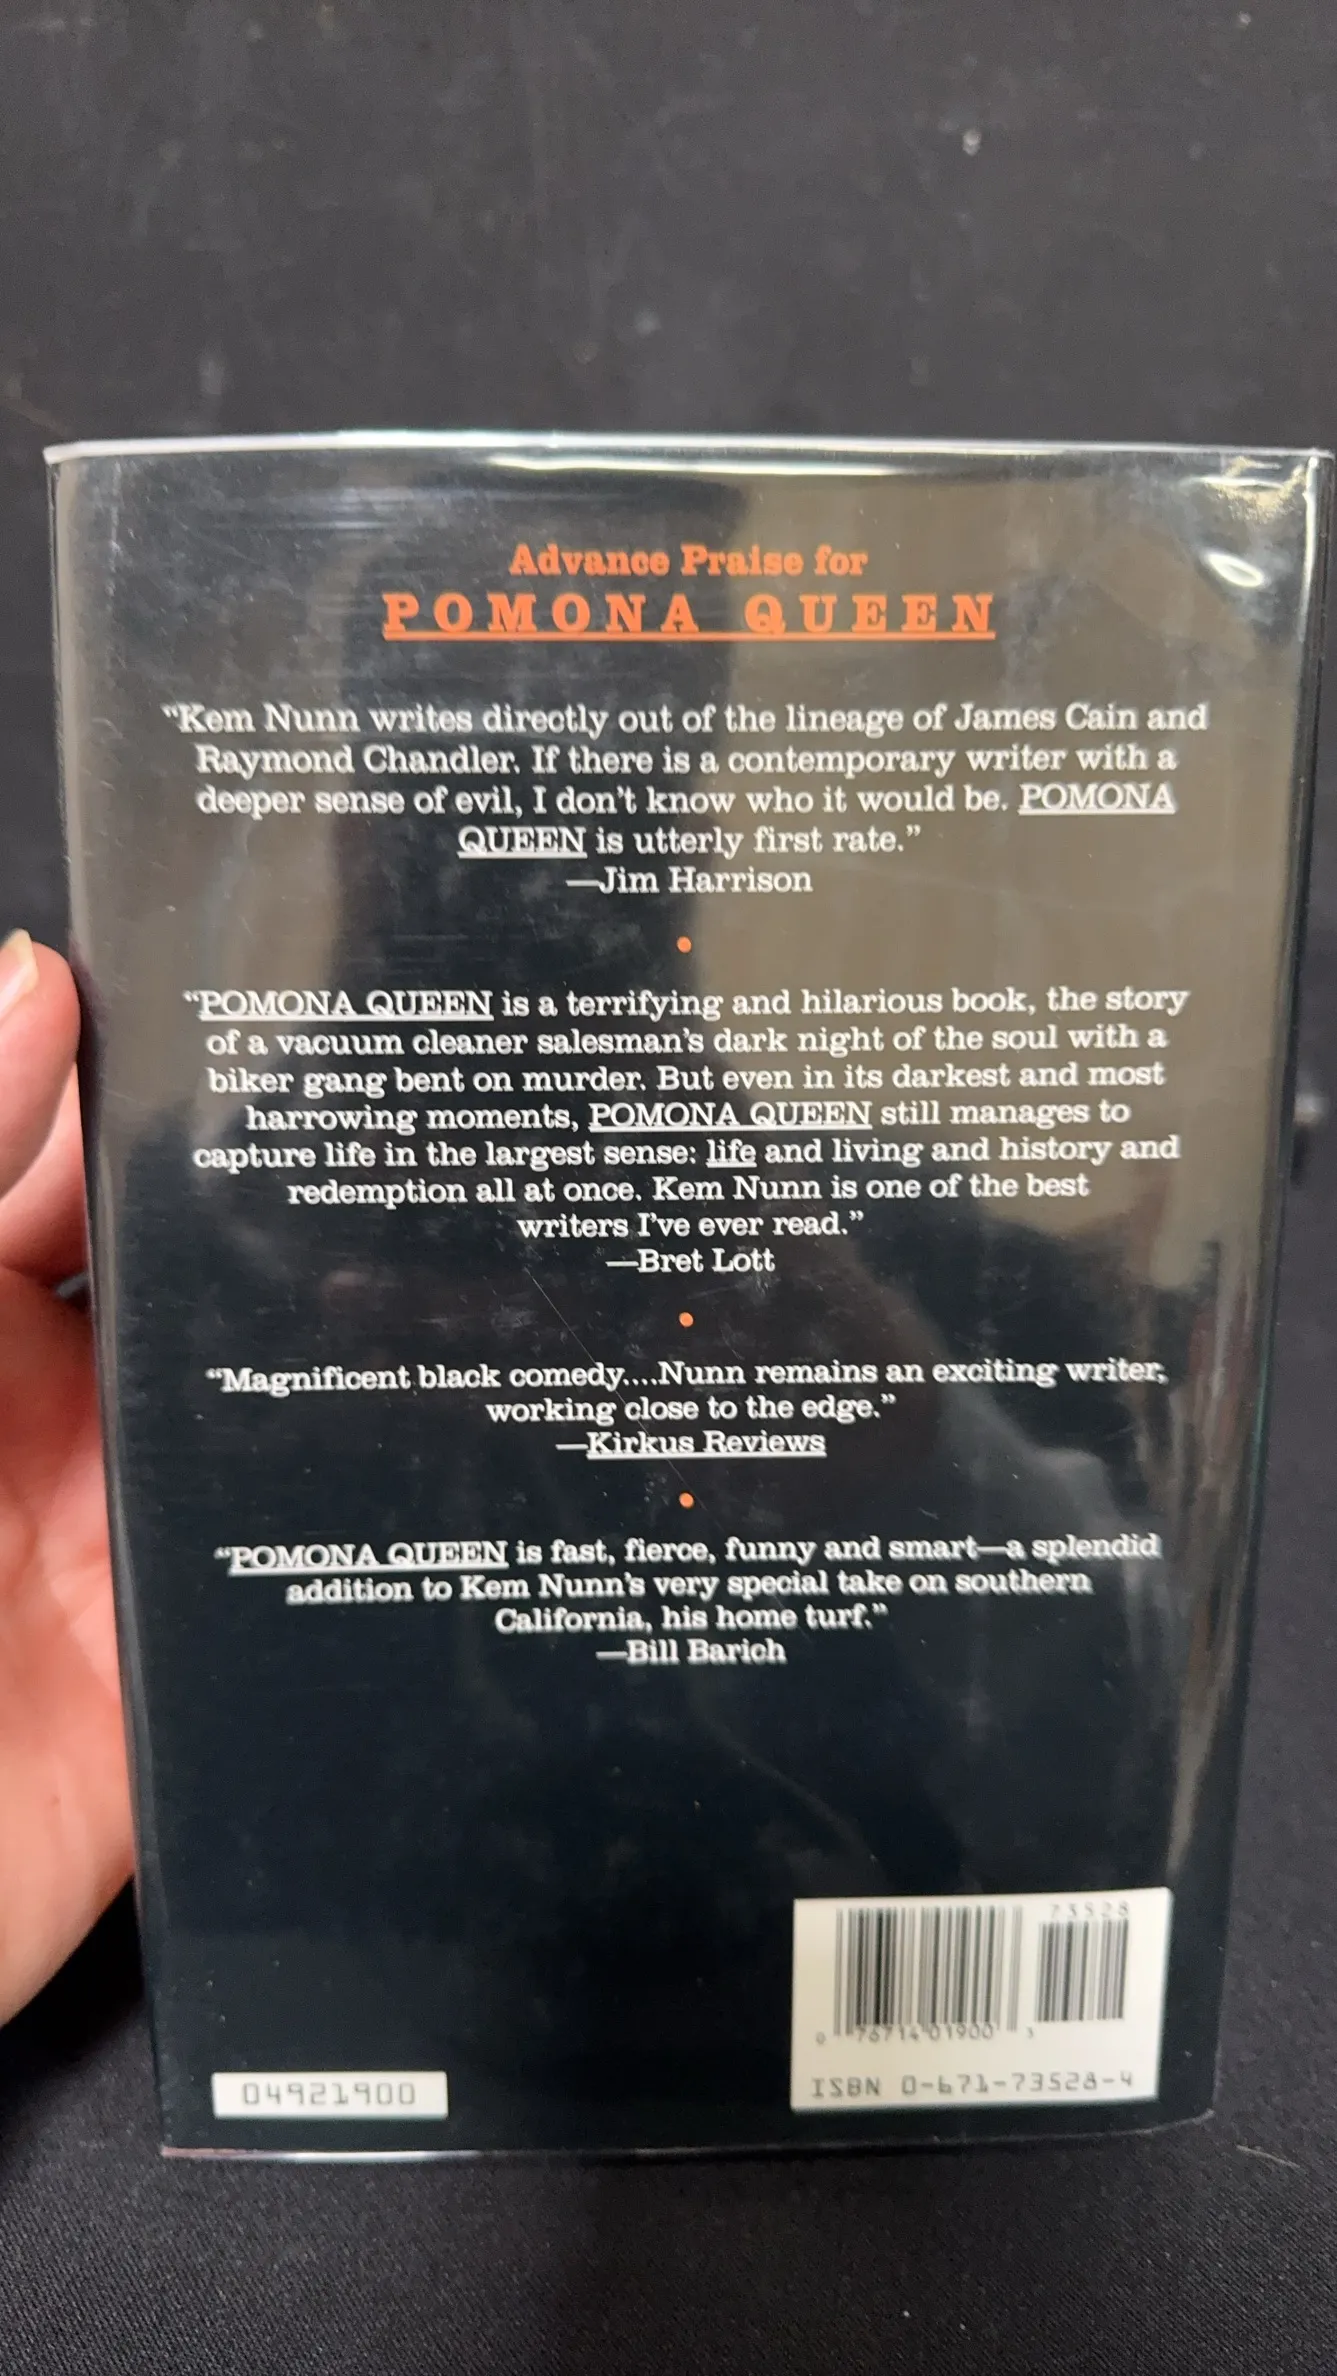 Advance Praise for
POMONA QUEEN
“Kem Nunn writes directly out of the lineage of James Cain and
Raymond Chandler. If there is a contemporary writer with a
deeper sense of evil, I don’t know who it would be. POMONA
QUEEN is utterly first rate.”
—Jim Harrison
“POMONA QUEEN is a terrifying and hilarious book, the story
of a vacuum cleaner salesman’s dark night of the soul with a
biker gang bent on murder. But even in its darkest and most
harrowing moments, POMONA QUEEN still manages to
capture life in the largest sense: life and living and history and
redemption all at once. Kem Nunn is one of the best
writers I’ve ever read.”
—Bret Lott
“Magnificent black comedy....Nunn remains an exciting writer,
working close to the edge.”
—Kirkus Reviews
“POMONA QUEEN is fast, fierce, funny and smart—a splendid
addition to Kem Nunn’s very special take on southern
California, his home turf.”
—Bill Barich
73528
0 76714 01900 3
ISBN 0-671-73528-4
04921900